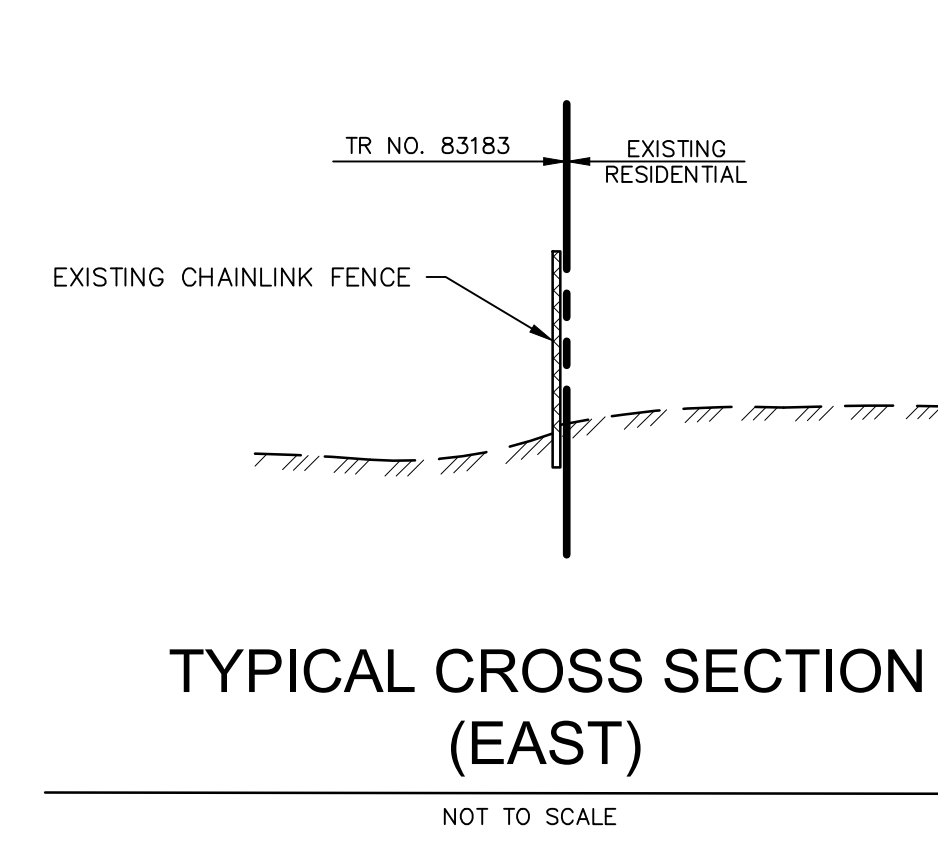 TR NO. 83183
EXISTING
RESIDENTIAL
EXISTING CHAINLINK FENCE
TYPICAL CROSS SECTION
(EAST)
NOT TO SCALE